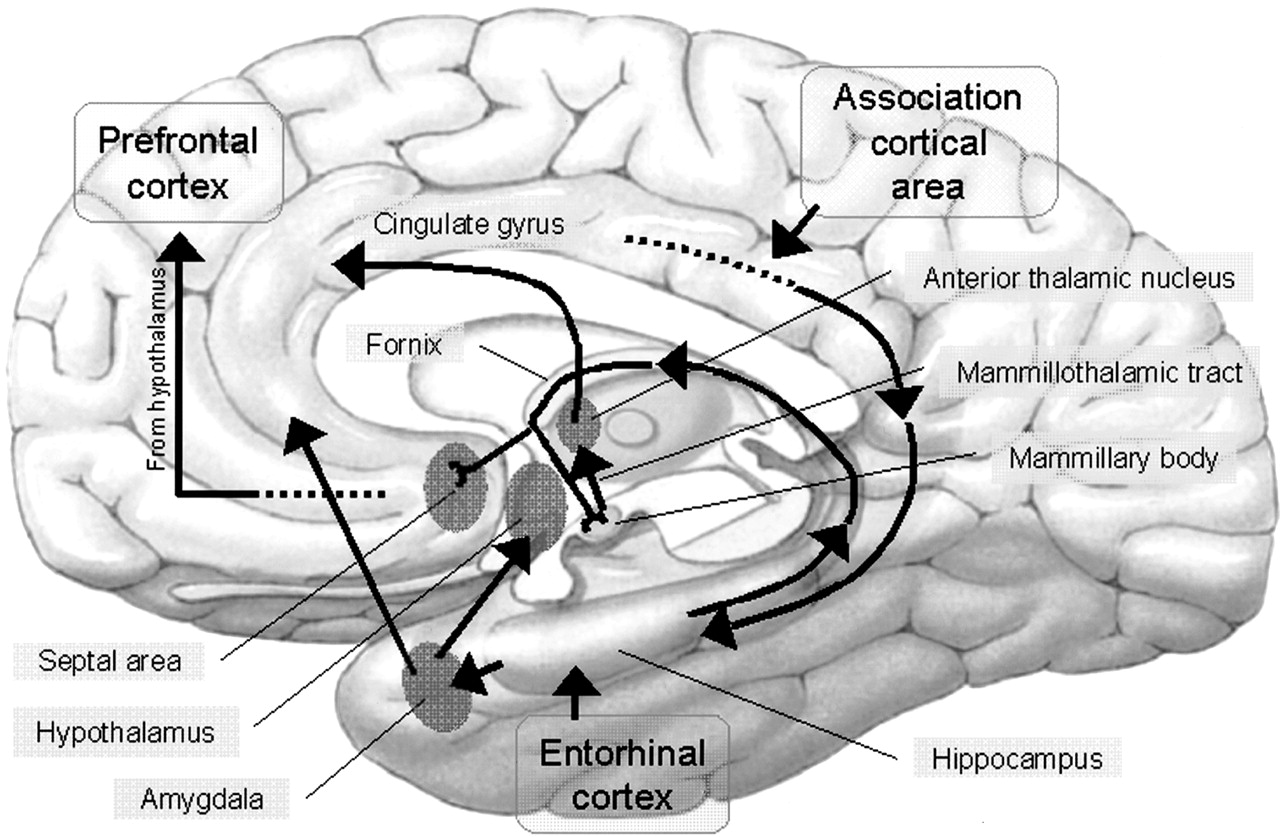 Prefrontal
cortex
Association
cortical
area
Cingulate gyrus
Anterior thalamic nucleus
From hypothalamus
Fornix
Mammillothalamic tract
Mammillary body
Septal area
Hypothalamus
Amygdala
Entorhinal
cortex
Hippocampus